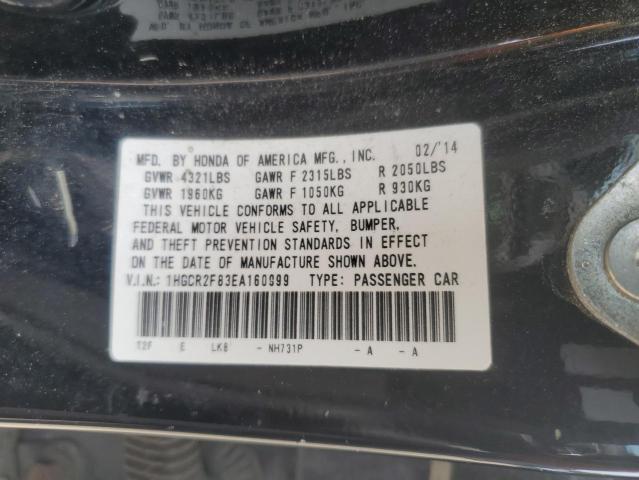 MFD. BY HONDA OF AMERICA MFG., INC. 02/'14
GVWR 4321LBS GAWR F 2315LBS R 2050LBS
GVWR 1960KG GAWR F 1050KG R 930KG
THIS VEHICLE CONFORMS TO ALL APPLICABLE
FEDERAL MOTOR VEHICLE SAFETY, BUMPER,
AND THEFT PREVENTION STANDARDS IN EFFECT
ON THE DATE OF MANUFACTURE SHOWN ABOVE.
V.I.N.: 1HGCR2F83EA160999 TYPE: PASSENGER CAR
T2F E LK8 - NH731P - A - A